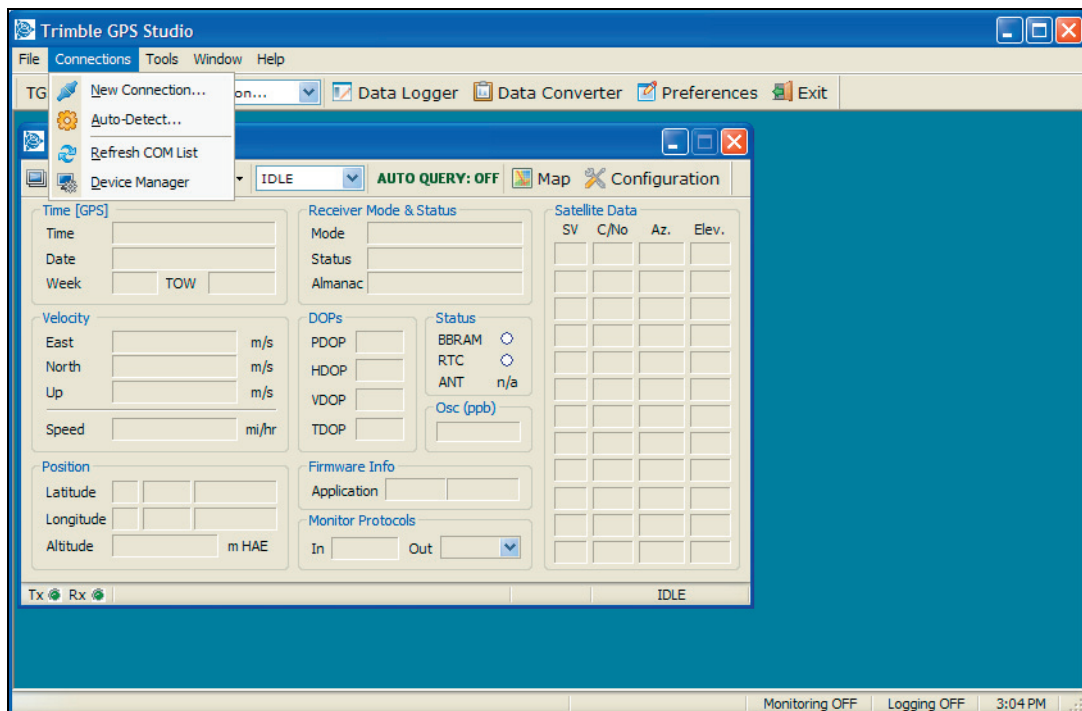 Trimble GPS Studio
File Connections Tools Window Help
TG on... Data Logger Data Converter Preferences Exit
New Connection...
Auto-Detect...
Refresh COM List
Device Manager
IDLE AUTO QUERY: OFF Map Configuration
Time [GPS]
Time
Date
Week TOW
Receiver Mode & Status
Mode
Status
Almanac
Satellite Data
SV C/No Az. Elev.
Velocity
East m/s
North m/s
Up m/s
Speed mi/hr
DOPs
PDOP
HDOP
VDOP
TDOP
Status
BBRAM
RTC
ANT n/a
Osc (ppb)
Position
Latitude
Longitude
Altitude m HAE
Firmware Info
Application
Monitor Protocols
In Out
Tx Rx IDLE
Monitoring OFF Logging OFF 3:04 PM